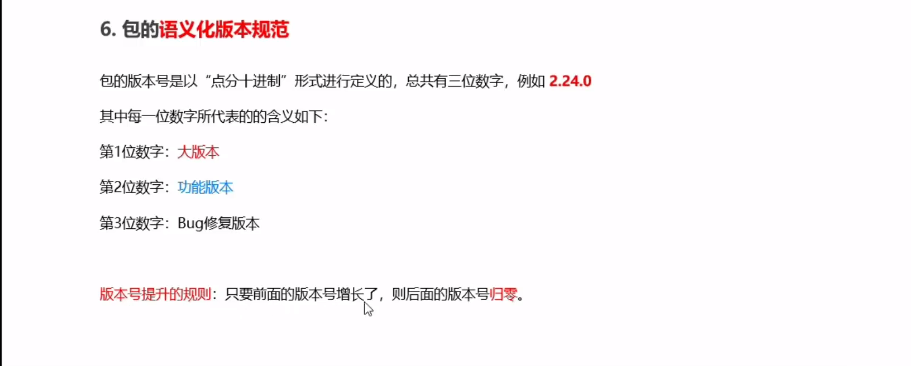 6. 包的语义化版本规范
包的版本号是以“点分十进制”形式进行定义的，总共有三位数字，例如 2.24.0
其中每一位数字所代表的的含义如下：
第1位数字：大版本
第2位数字：功能版本
第3位数字：Bug修复版本
版本号提升的规则：只要前面的版本号增长了，则后面的版本号归零。